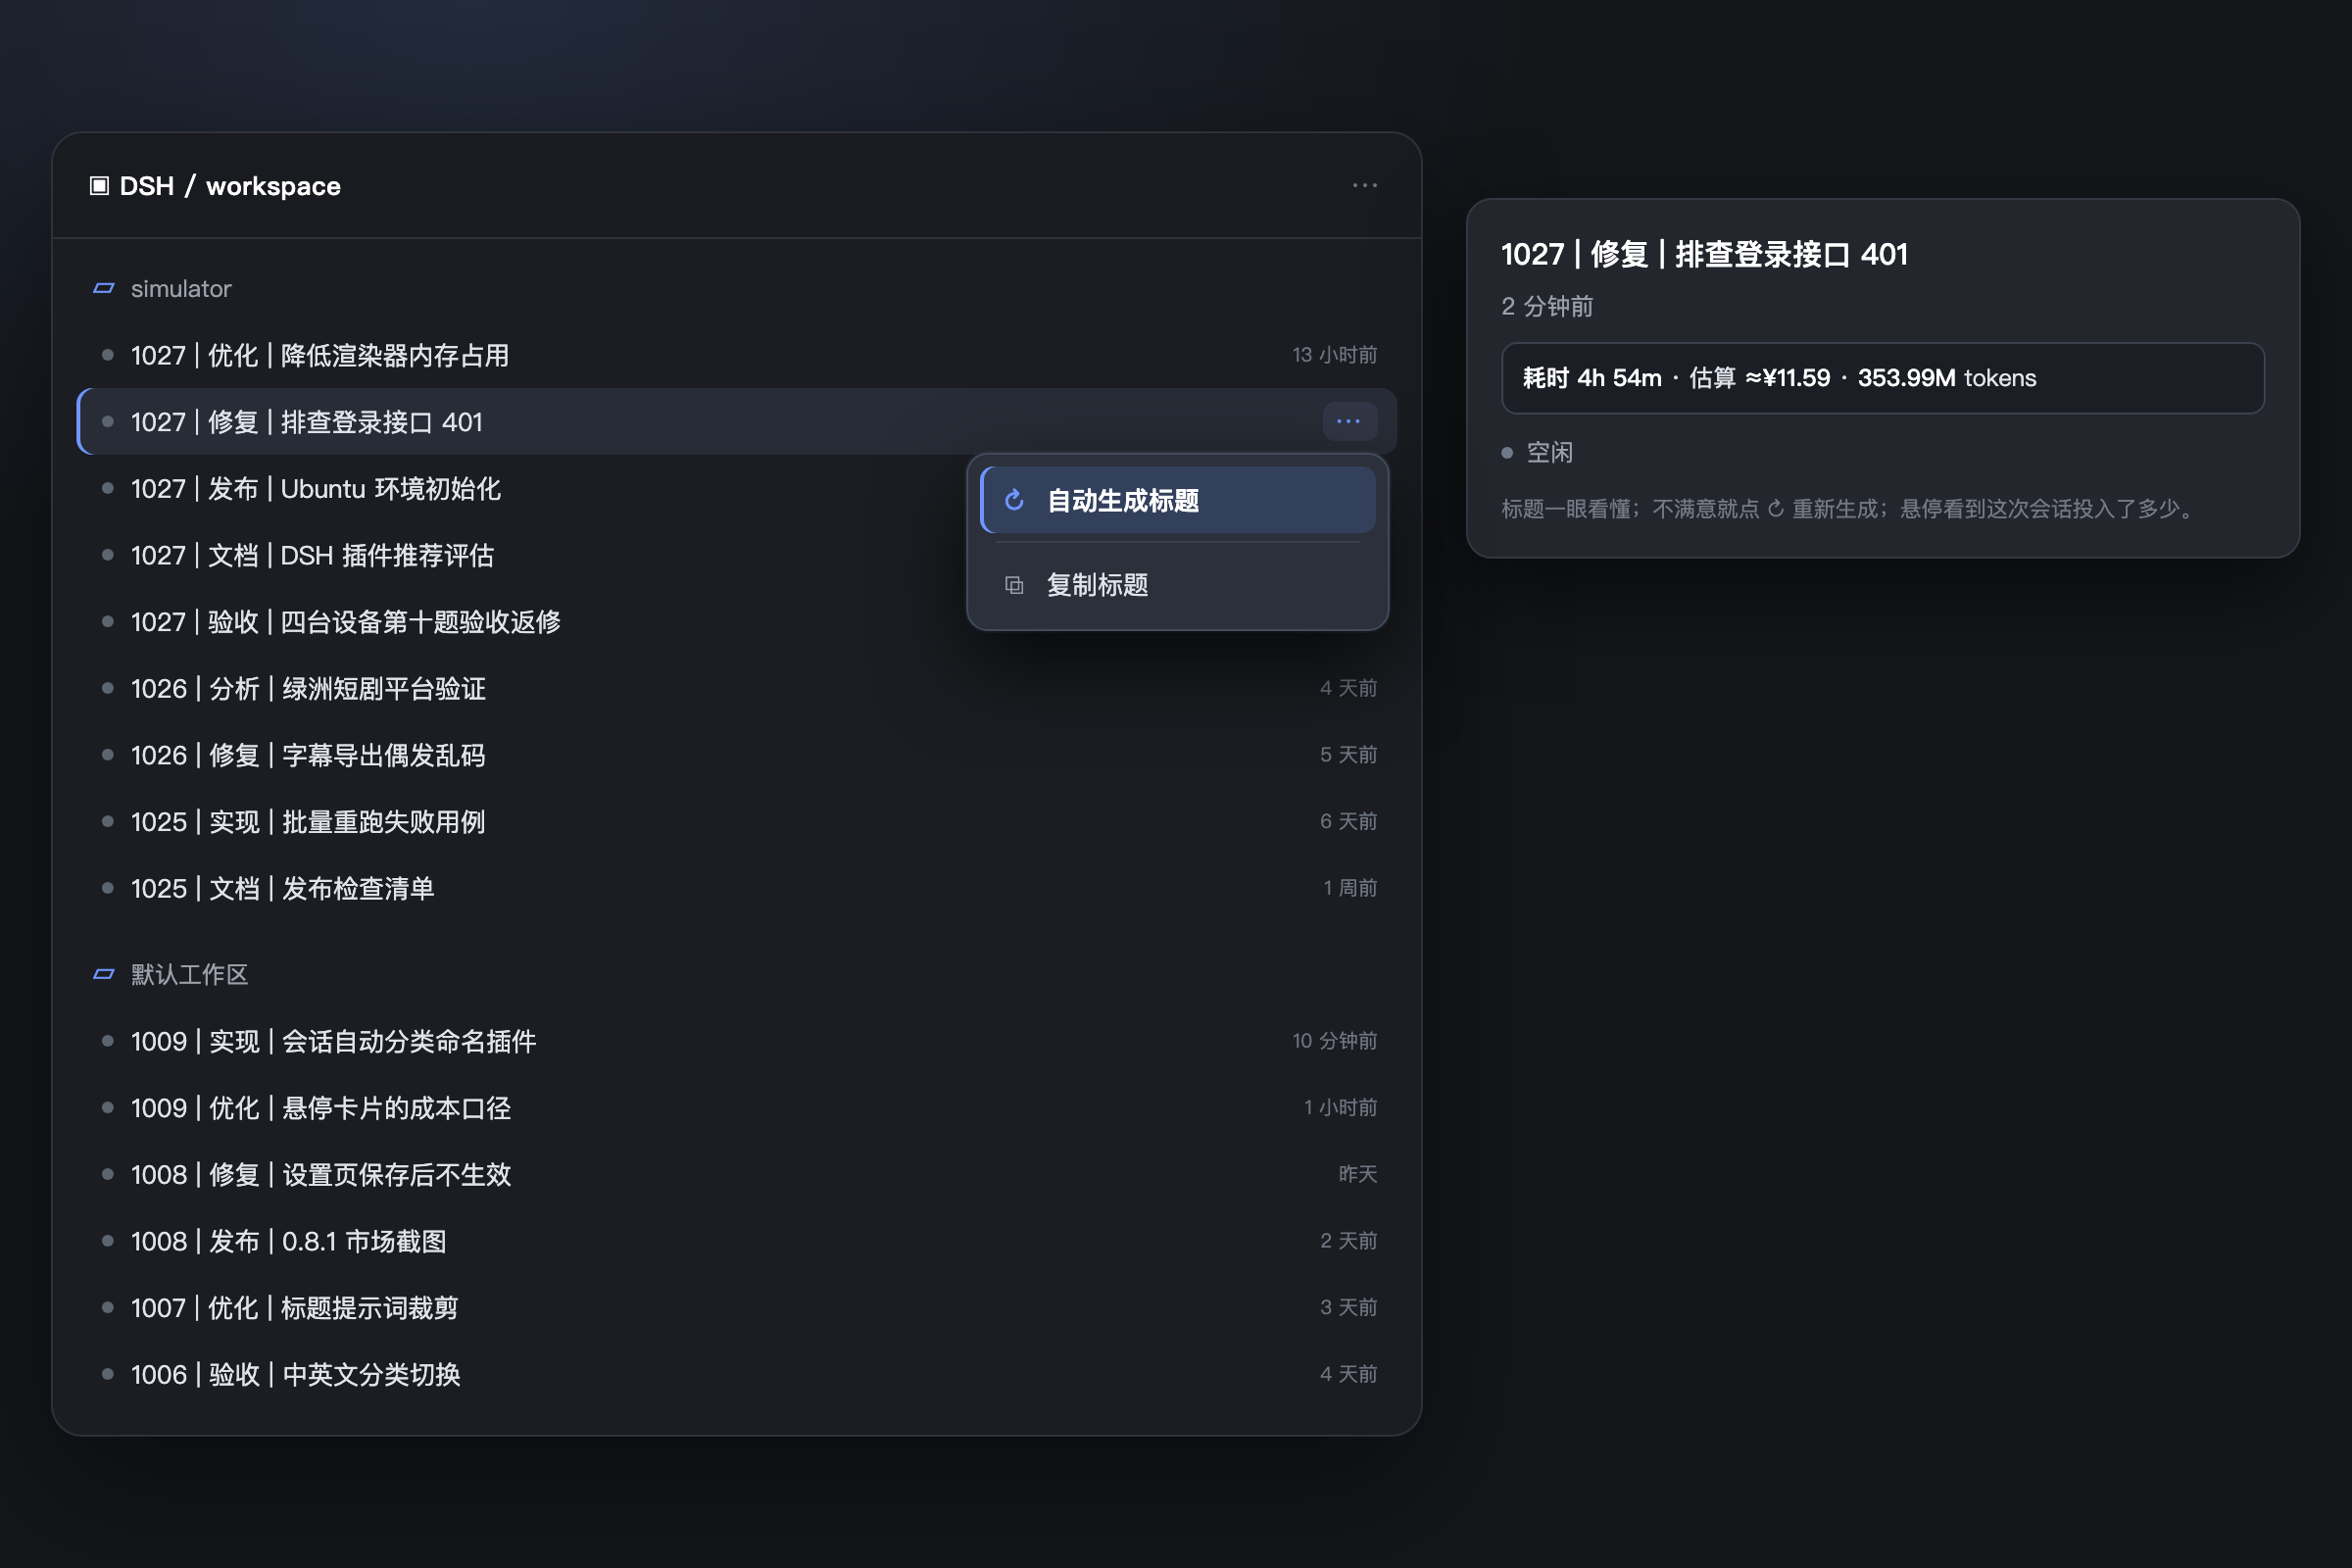 DSH / workspace
simulator
1027 | 优化 | 降低渲染器内存占用 13 小时前
1027 | 修复 | 排查登录接口 401
1027 | 发布 | Ubuntu 环境初始化
1027 | 文档 | DSH 插件推荐评估
1027 | 验收 | 四台设备第十题验收返修
1026 | 分析 | 绿洲短剧平台验证 4 天前
1026 | 修复 | 字幕导出偶发乱码 5 天前
1025 | 实现 | 批量重跑失败用例 6 天前
1025 | 文档 | 发布检查清单 1 周前
默认工作区
1009 | 实现 | 会话自动分类命名插件 10 分钟前
1009 | 优化 | 悬停卡片的成本口径 1 小时前
1008 | 修复 | 设置页保存后不生效 昨天
1008 | 发布 | 0.8.1 市场截图 2 天前
1007 | 优化 | 标题提示词裁剪 3 天前
1006 | 验收 | 中英文分类切换 4 天前
自动生成标题
复制标题
1027 | 修复 | 排查登录接口 401
2 分钟前
耗时 4h 54m · 估算 ≈¥11.59 · 353.99M tokens
空闲
标题一眼看懂；不满意就点 ↻ 重新生成；悬停看到这次会话投入了多少。